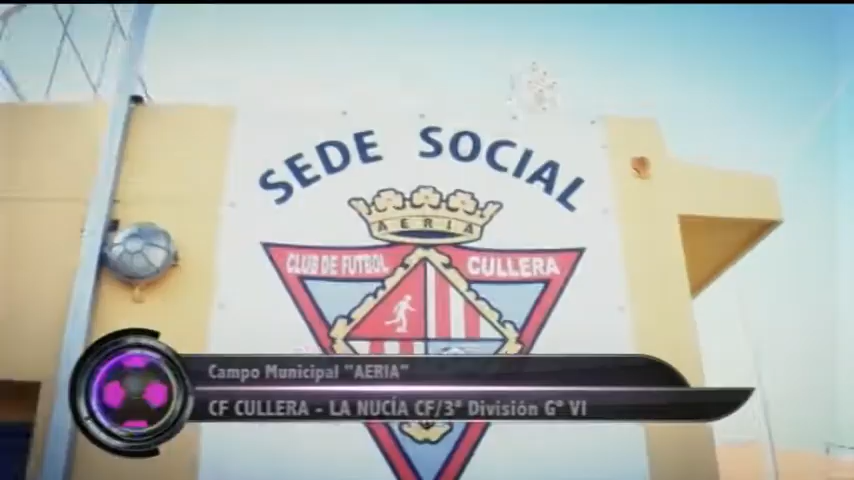 SEDE SOCIAL
AERIA
CLUB DE FUTBOL CULLERA
Campo Municipal "AERIA"
CF CULLERA - LA NUCÍA CF/3ª División Gº VI